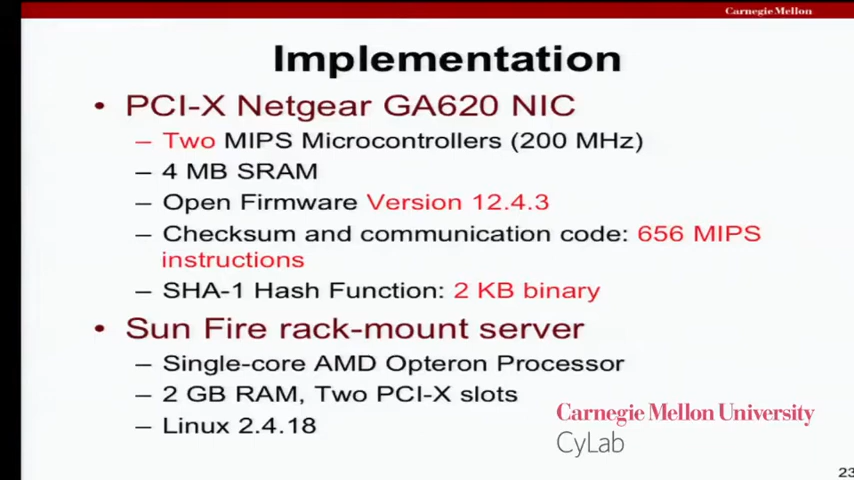 Carnegie Mellon
Implementation
• PCI-X Netgear GA620 NIC
– Two MIPS Microcontrollers (200 MHz)
– 4 MB SRAM
– Open Firmware Version 12.4.3
– Checksum and communication code: 656 MIPS
instructions
– SHA-1 Hash Function: 2 KB binary
• Sun Fire rack-mount server
– Single-core AMD Opteron Processor
– 2 GB RAM, Two PCI-X slots
– Linux 2.4.18
Carnegie Mellon University
CyLab
23